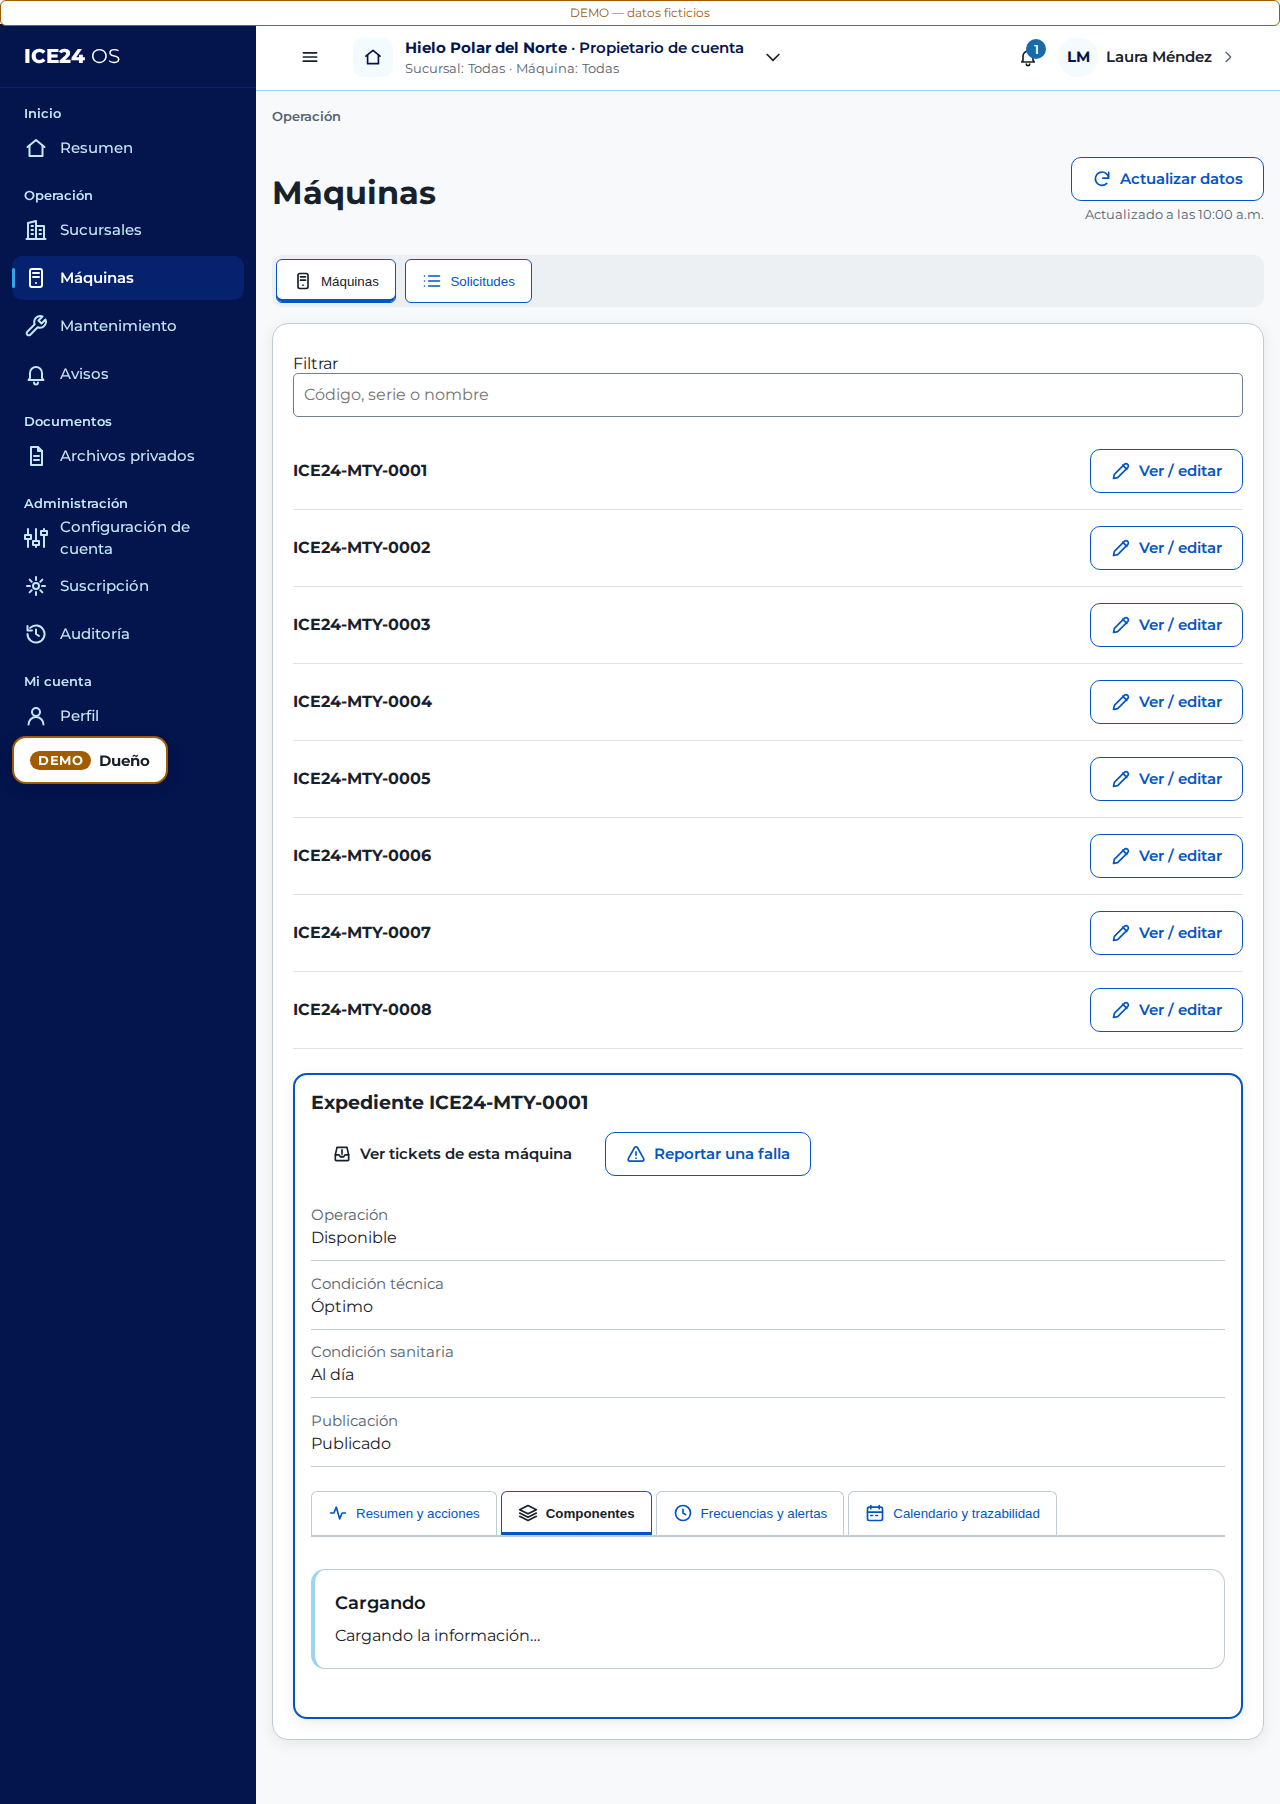 DEMO — datos ficticios
ICE24 OS
Hielo Polar del Norte · Propietario de cuenta
Sucursal: Todas · Máquina: Todas
1
LM
Laura Méndez
Inicio
Resumen
Operación
Sucursales
Máquinas
Mantenimiento
Avisos
Documentos
Archivos privados
Administración
Configuración de
cuenta
Suscripción
Auditoría
Mi cuenta
Perfil
DEMO Dueño
Operación
Máquinas
Actualizar datos
Actualizado a las 10:00 a.m.
Máquinas
Solicitudes
Filtrar
Código, serie o nombre
ICE24-MTY-0001
Ver / editar
ICE24-MTY-0002
Ver / editar
ICE24-MTY-0003
Ver / editar
ICE24-MTY-0004
Ver / editar
ICE24-MTY-0005
Ver / editar
ICE24-MTY-0006
Ver / editar
ICE24-MTY-0007
Ver / editar
ICE24-MTY-0008
Ver / editar
Expediente ICE24-MTY-0001
Ver tickets de esta máquina
Reportar una falla
Operación
Disponible
Condición técnica
Óptimo
Condición sanitaria
Al día
Publicación
Publicado
Resumen y acciones
Componentes
Frecuencias y alertas
Calendario y trazabilidad
Cargando
Cargando la información…